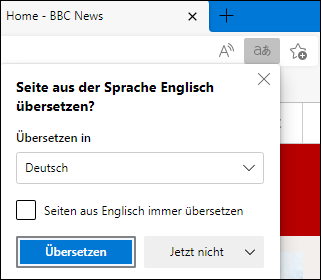 Home - BBC News
Seite aus der Sprache Englisch
übersetzen?
Übersetzen in
Deutsch
Seiten aus Englisch immer übersetzen
Übersetzen
Jetzt nicht